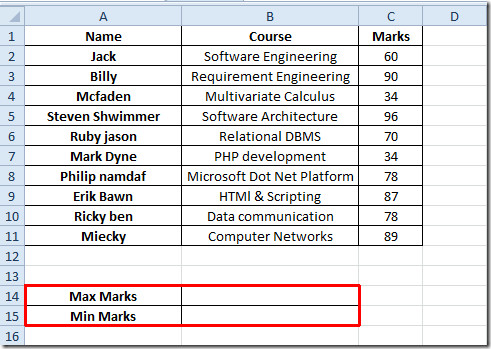 A B C D
1 Name Course Marks
2 Jack Software Engineering 60
3 Billy Requirement Engineering 90
4 Mcfaden Multivariate Calculus 34
5 Steven Shwimmer Software Architecture 96
6 Ruby jason Relational DBMS 70
7 Mark Dyne PHP development 34
8 Philip namdaf Microsoft Dot Net Platform 78
9 Erik Bawn HTMl & Scripting 87
10 Ricky ben Data communication 78
11 Miecky Computer Networks 89
12
13
14 Max Marks
15 Min Marks
16